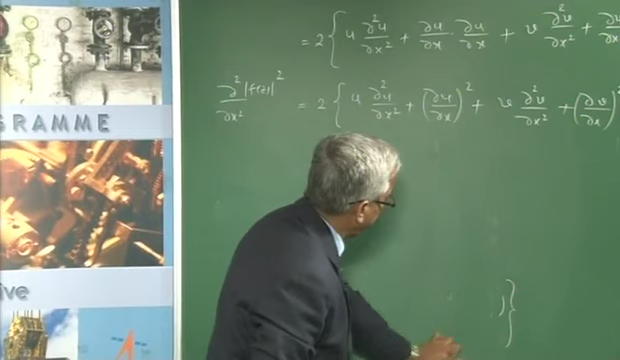 = 2 { u ∂²u/∂x² + ∂u/∂x · ∂u/∂x + v ∂²v/∂x² + ∂
∂²|f(z)|²/∂x² = 2 { u ∂²u/∂x² + (∂u/∂x)² + v ∂²v/∂x² + (∂v/∂x)²
) }
GRAMME
ive